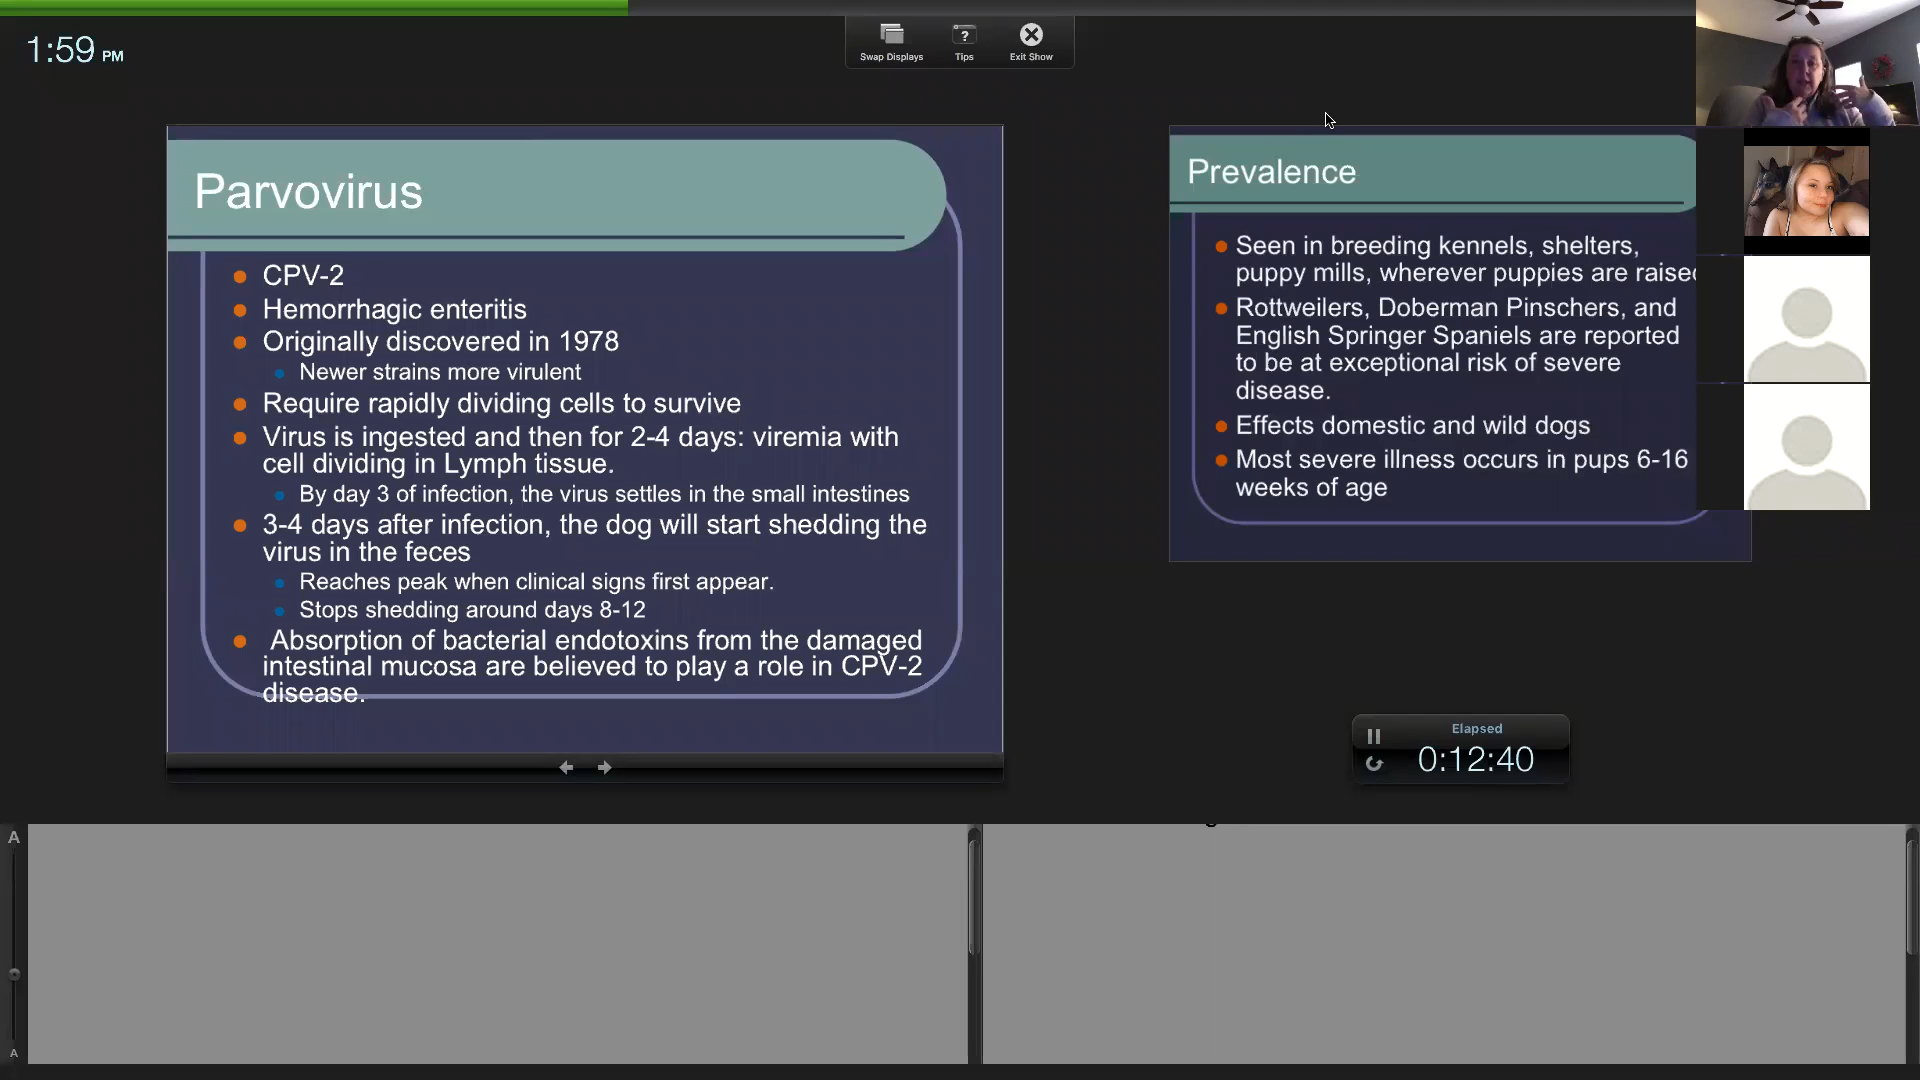 1:59 PM
Swap Displays
Tips
Exit Show
Parvovirus
CPV-2
Hemorrhagic enteritis
Originally discovered in 1978
Newer strains more virulent
Require rapidly dividing cells to survive
Virus is ingested and then for 2-4 days: viremia with
cell dividing in Lymph tissue.
By day 3 of infection, the virus settles in the small intestines
3-4 days after infection, the dog will start shedding the
virus in the feces
Reaches peak when clinical signs first appear.
Stops shedding around days 8-12
Absorption of bacterial endotoxins from the damaged
intestinal mucosa are believed to play a role in CPV-2
disease.
Prevalence
Seen in breeding kennels, shelters,
puppy mills, wherever puppies are raised
Rottweilers, Doberman Pinschers, and
English Springer Spaniels are reported
to be at exceptional risk of severe
disease.
Effects domestic and wild dogs
Most severe illness occurs in pups 6-16
weeks of age
Elapsed
0:12:40
A
A